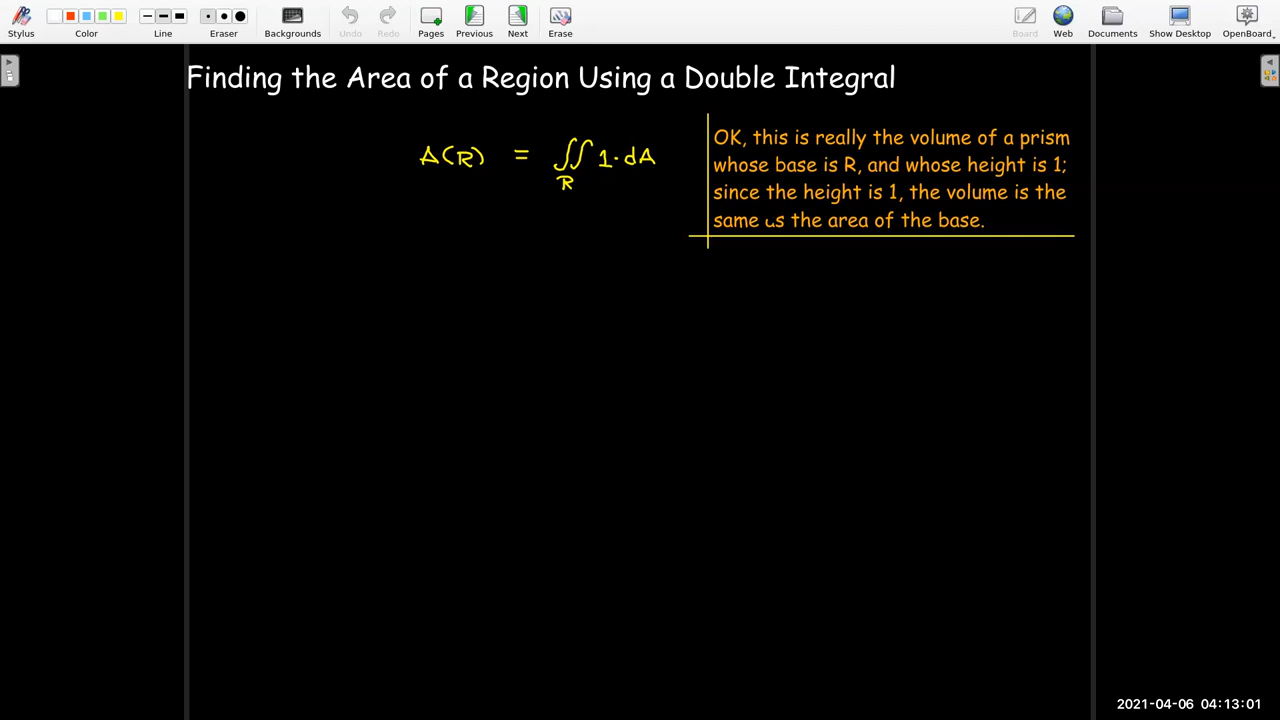 Stylus Color Line Eraser Backgrounds Undo Redo Pages Previous Next Erase Board Web Documents Show Desktop OpenBoard
Finding the Area of a Region Using a Double Integral
A(R) = ∬ 1·dA
R
OK, this is really the volume of a prism
whose base is R, and whose height is 1;
since the height is 1, the volume is the
same as the area of the base.
2021-04-06 04:13:01